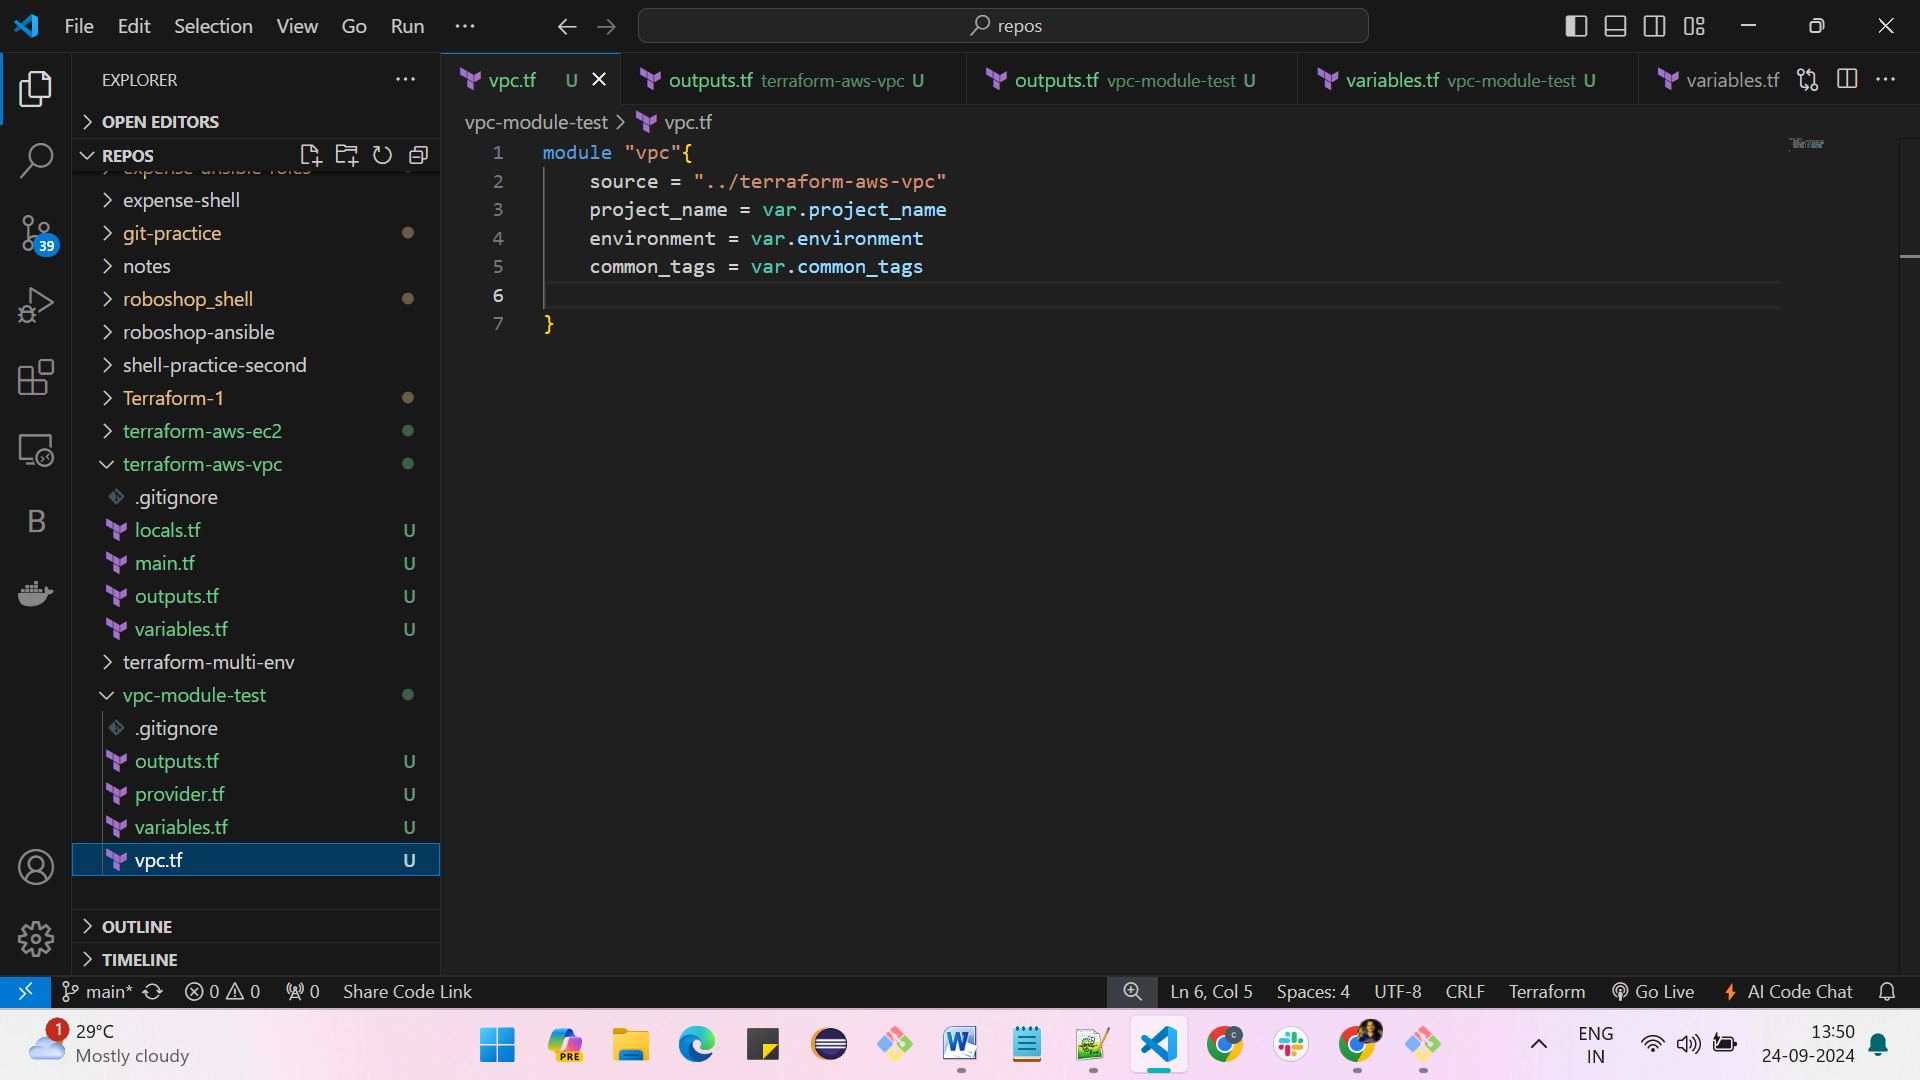 File Edit Selection View Go Run ···
repos
EXPLORER
OPEN EDITORS
REPOS
expense-ansible-roles
expense-shell
git-practice
notes
roboshop_shell
roboshop-ansible
shell-practice-second
Terraform-1
terraform-aws-ec2
terraform-aws-vpc
.gitignore
locals.tf U
main.tf U
outputs.tf U
variables.tf U
terraform-multi-env
vpc-module-test
.gitignore
outputs.tf U
provider.tf U
variables.tf U
vpc.tf U
OUTLINE
TIMELINE
39
B
vpc.tf U
outputs.tf terraform-aws-vpc U
outputs.tf vpc-module-test U
variables.tf vpc-module-test U
variables.tf
vpc-module-test > vpc.tf
1 module "vpc"{
2 source = "../terraform-aws-vpc"
3 project_name = var.project_name
4 environment = var.environment
5 common_tags = var.common_tags
6
7 }
main* 0 0 0 Share Code Link
Ln 6, Col 5 Spaces: 4 UTF-8 CRLF Terraform Go Live AI Code Chat
1
29°C
Mostly cloudy
PRE
ENG
IN
13:50
24-09-2024